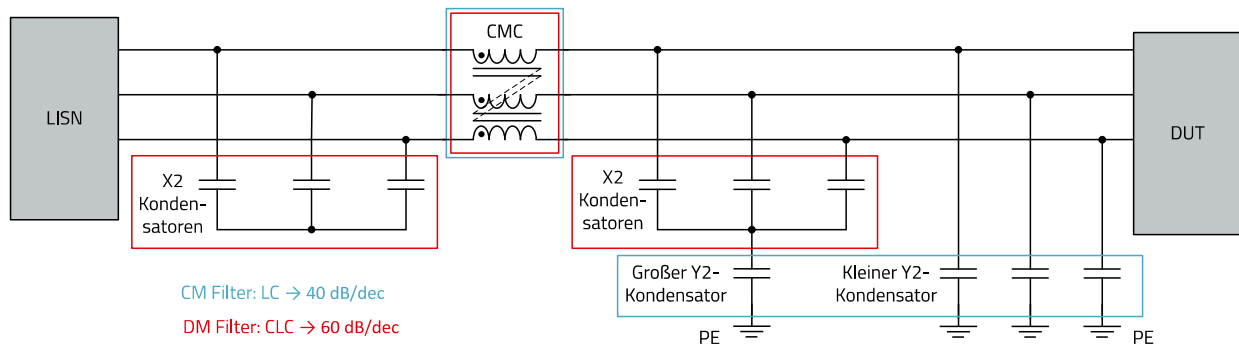 CMC
LISN
DUT
X2
Konden-
satoren
X2
Konden-
satoren
Großer Y2-
Kondensator
Kleiner Y2-
Kondensator
CM Filter: LC → 40 dB/dec
DM Filter: CLC → 60 dB/dec
PE
PE